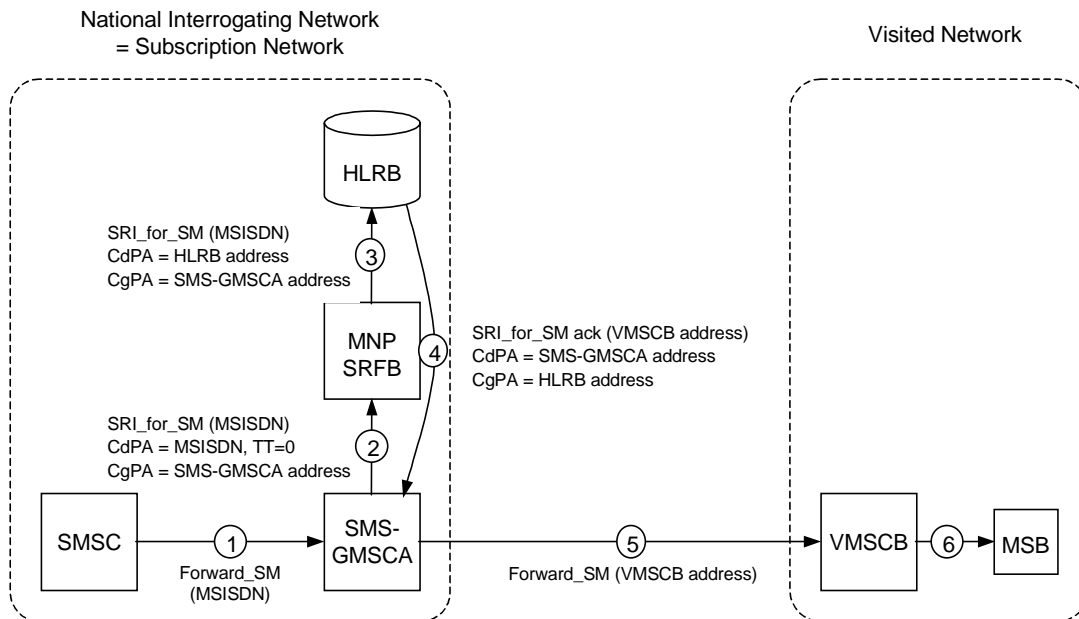 National Interrogating Network
= Subscription Network
Visited Network
HLRB
SRI_for_SM (MSISDN)
CdPA = HLRB address
CgPA = SMS-GMSCA address
3
MNP
SRFB
4
SRI_for_SM ack (VMSCB address)
CdPA = SMS-GMSCA address
CgPA = HLRB address
SRI_for_SM (MSISDN)
CdPA = MSISDN, TT=0
CgPA = SMS-GMSCA address
2
SMSC
1
Forward_SM
(MSISDN)
SMS-
GMSCA
5
Forward_SM (VMSCB address)
VMSCB
6
MSB